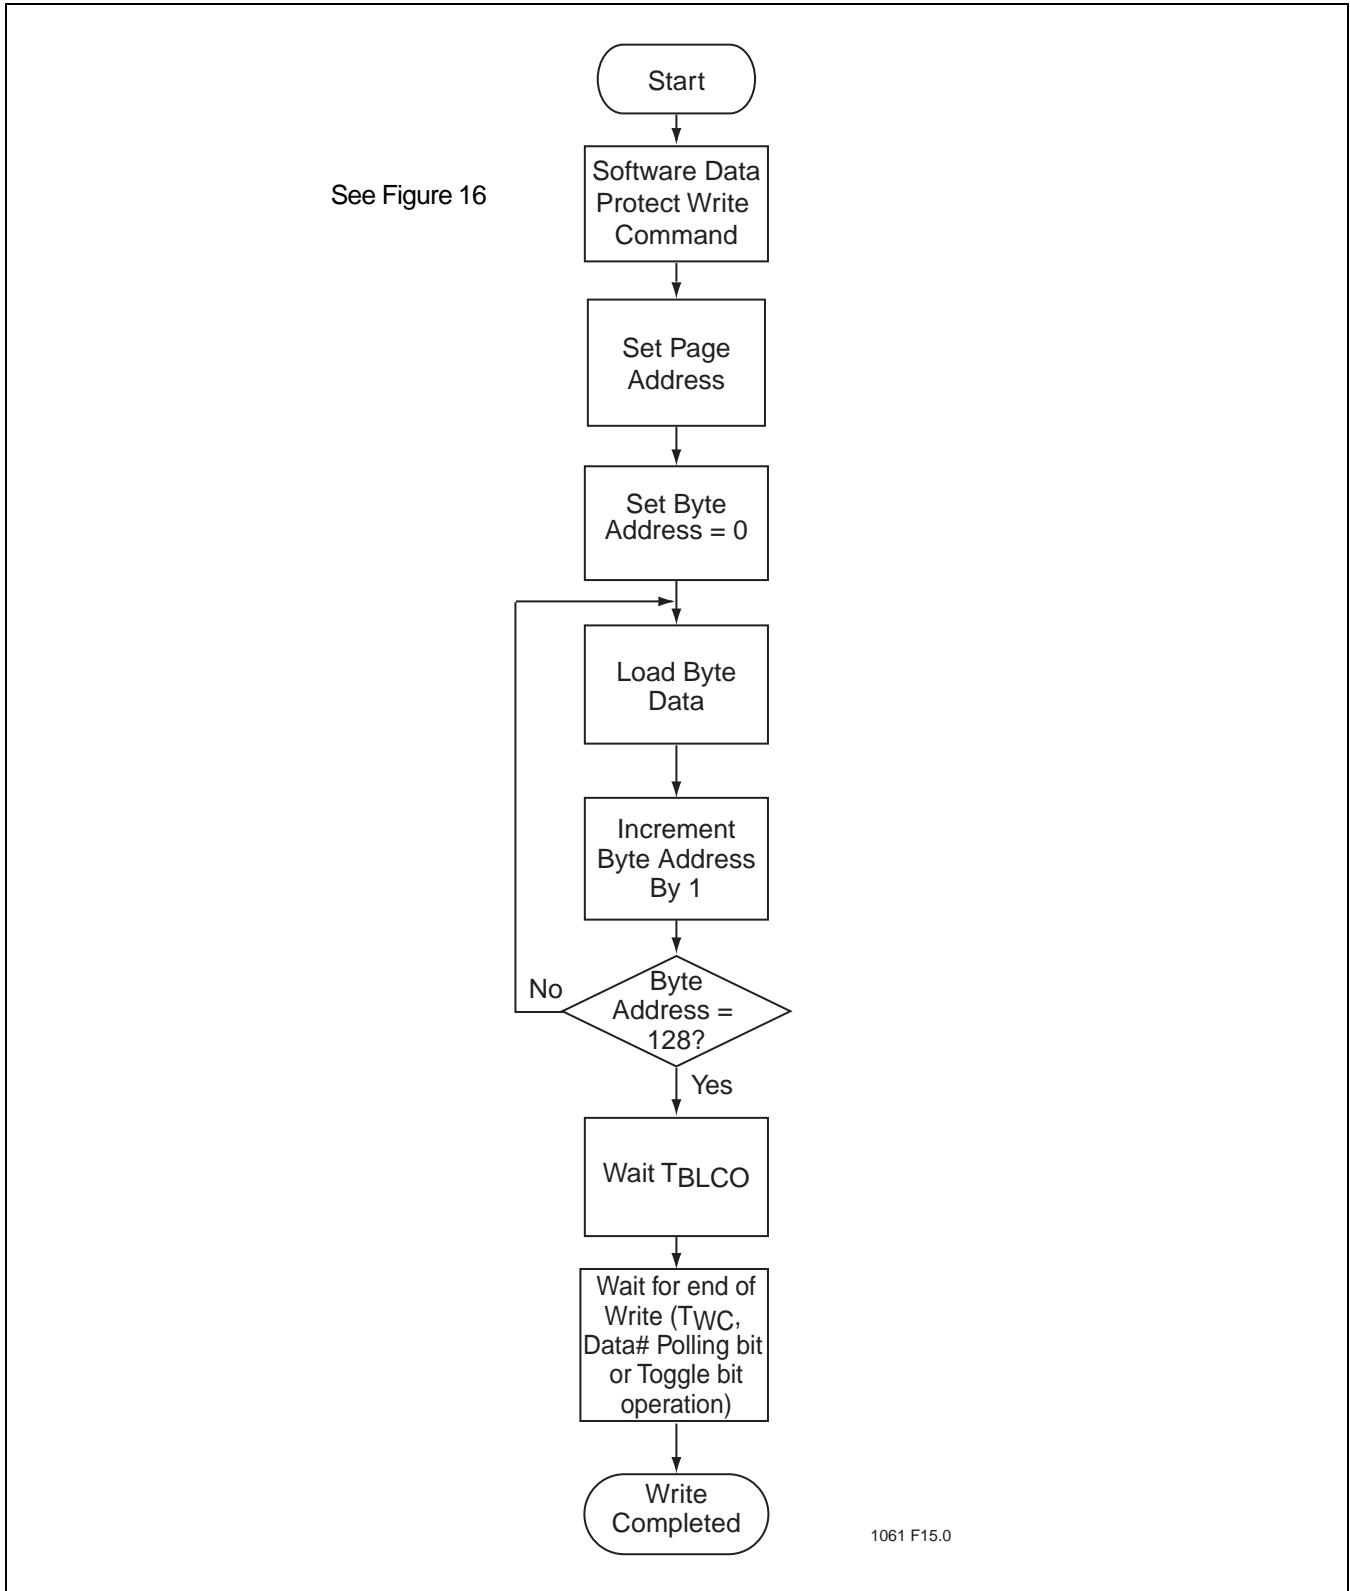 Start
See Figure 16
Software Data
Protect Write
Command
Set Page
Address
Set Byte
Address = 0
Load Byte
Data
Increment
Byte Address
By 1
Byte
Address =
128?
No
Yes
Wait TBLCO
Wait for end of
Write (TWC,
Data# Polling bit
or Toggle bit
operation)
Write
Completed
1061 F15.0